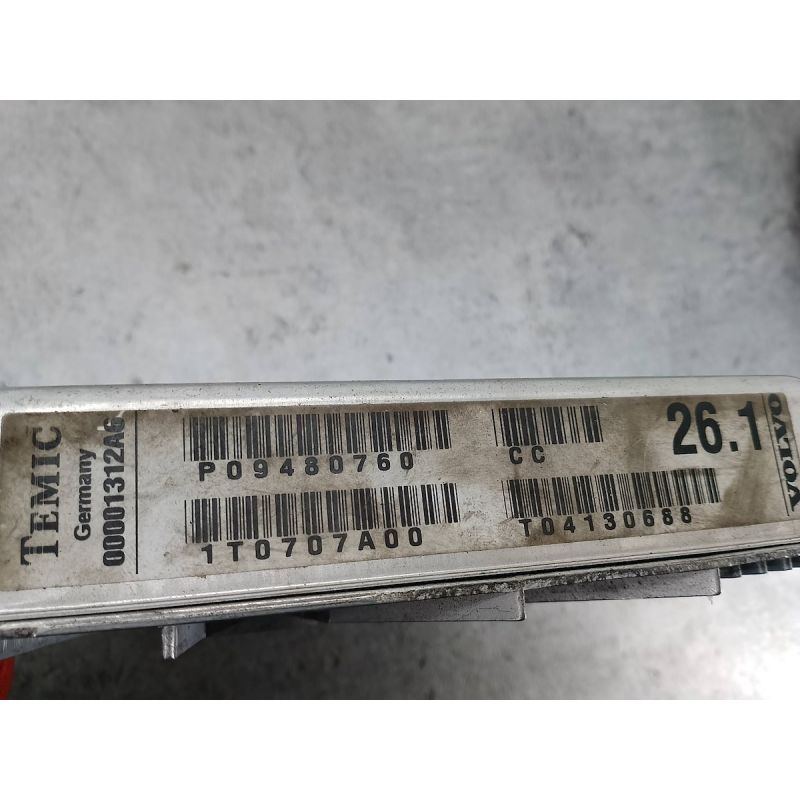 TEMIC
Germany
00001312A6
P09480760
1T0707A00
CC
T04130688
26.1
VOLVO